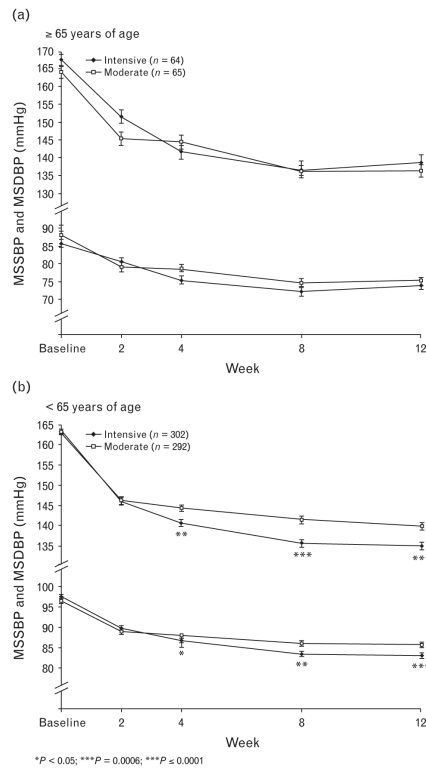 (a)
≥ 65 years of age
Intensive (n = 64)
Moderate (n = 65)
MSSBP and MSDBP (mmHg)
170
165
160
155
150
145
140
135
130
90
85
80
75
70
Baseline 2 4 8 12
Week
(b)
< 65 years of age
Intensive (n = 302)
Moderate (n = 292)
MSSBP and MSDBP (mmHg)
165
160
155
150
145
140
135
** *** **
100
95
90
85
80
* ** ***
Baseline 2 4 8 12
Week
*P < 0.05; ***P = 0.0006; ***P ≤ 0.0001